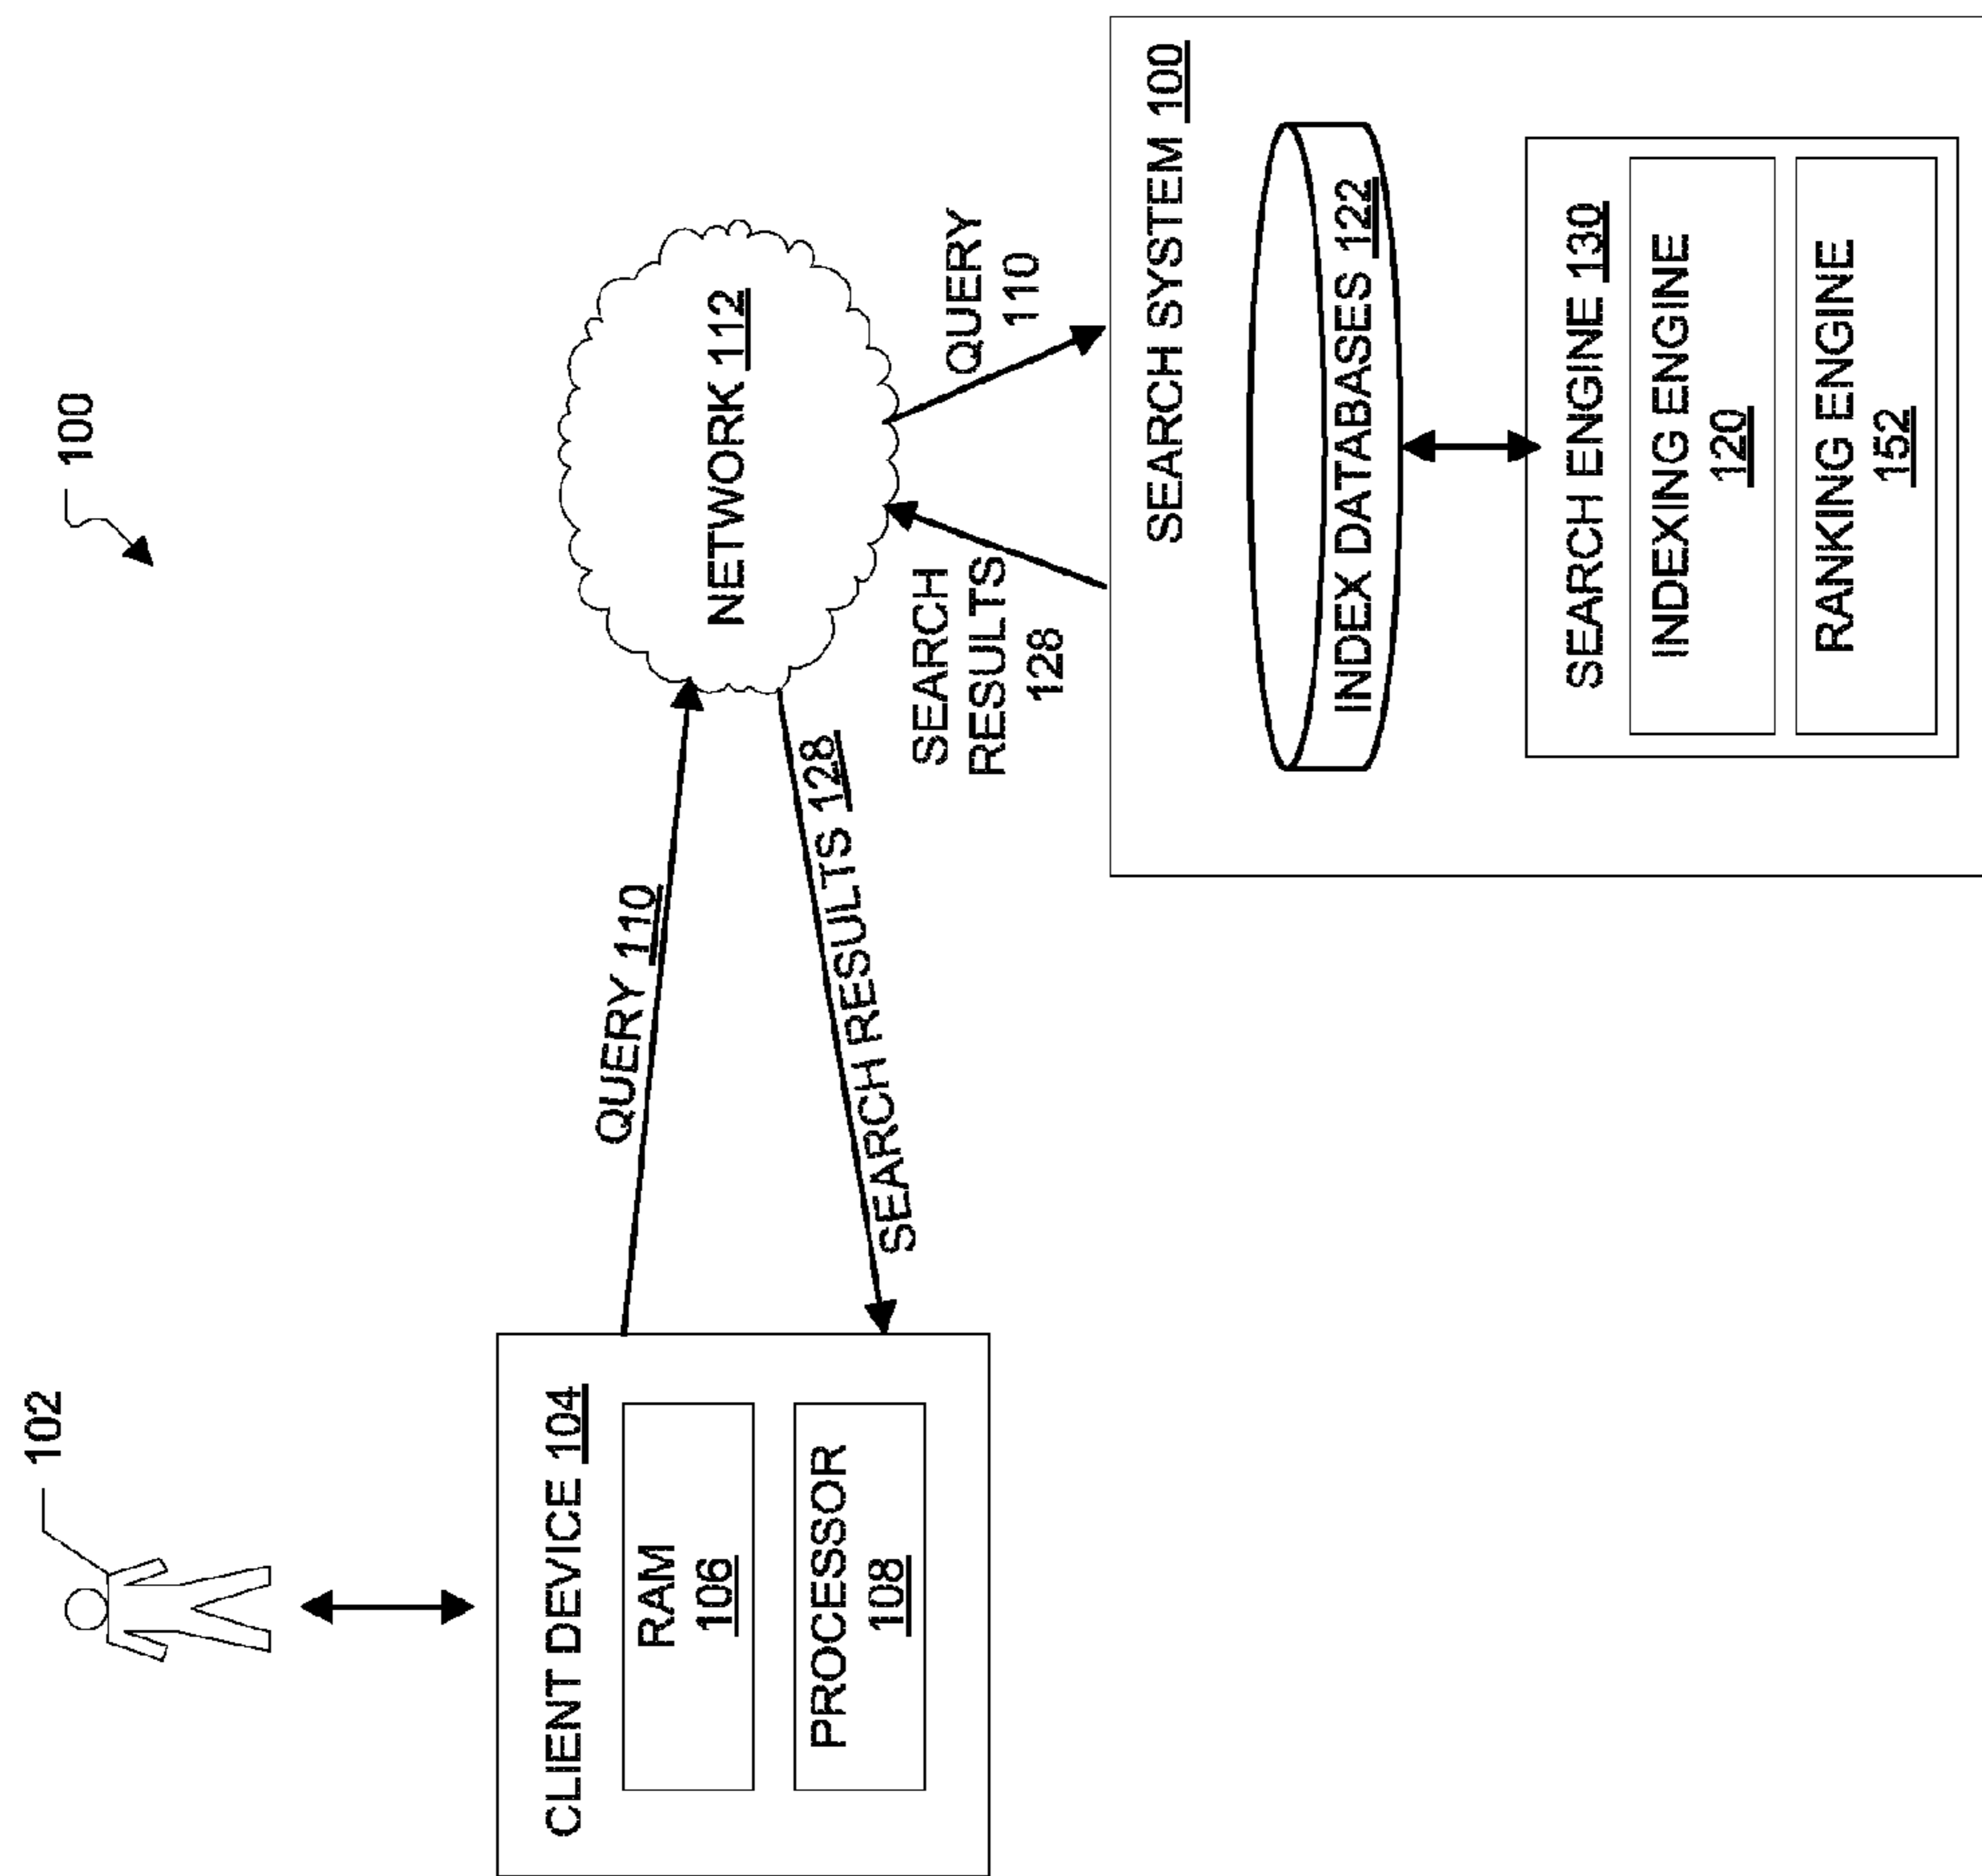 100
102
CLIENT DEVICE 104
RAM
106
PROCESSOR
108
QUERY 110
SEARCH RESULTS 128
NETWORK 112
QUERY
110
SEARCH
RESULTS
128
SEARCH SYSTEM 100
INDEX DATABASES 122
SEARCH ENGINE 130
INDEXING ENGINE
120
RANKING ENGINE
152